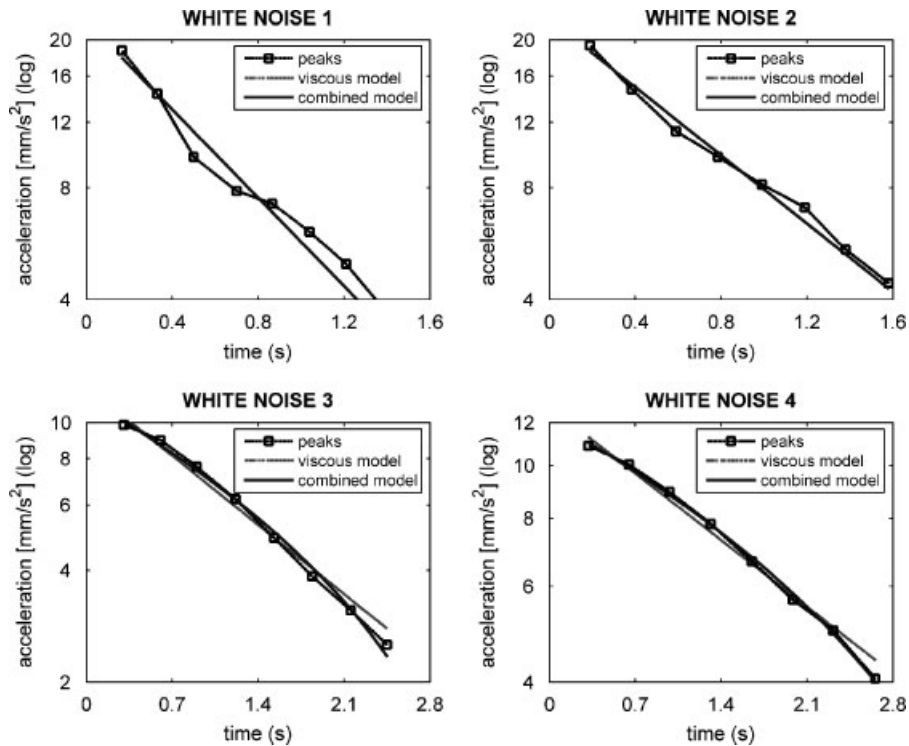 WHITE NOISE 1
acceleration [mm/s²] (log)
20
16
12
8
4
peaks
viscous model
combined model
0 0.4 0.8 1.2 1.6
time (s)
WHITE NOISE 2
acceleration [mm/s²] (log)
20
16
12
8
4
peaks
viscous model
combined model
0 0.4 0.8 1.2 1.6
time (s)
WHITE NOISE 3
acceleration [mm/s²] (log)
10
8
6
4
2
peaks
viscous model
combined model
0 0.7 1.4 2.1 2.8
time (s)
WHITE NOISE 4
acceleration [mm/s²] (log)
12
10
8
6
4
peaks
viscous model
combined model
0 0.7 1.4 2.1 2.8
time (s)